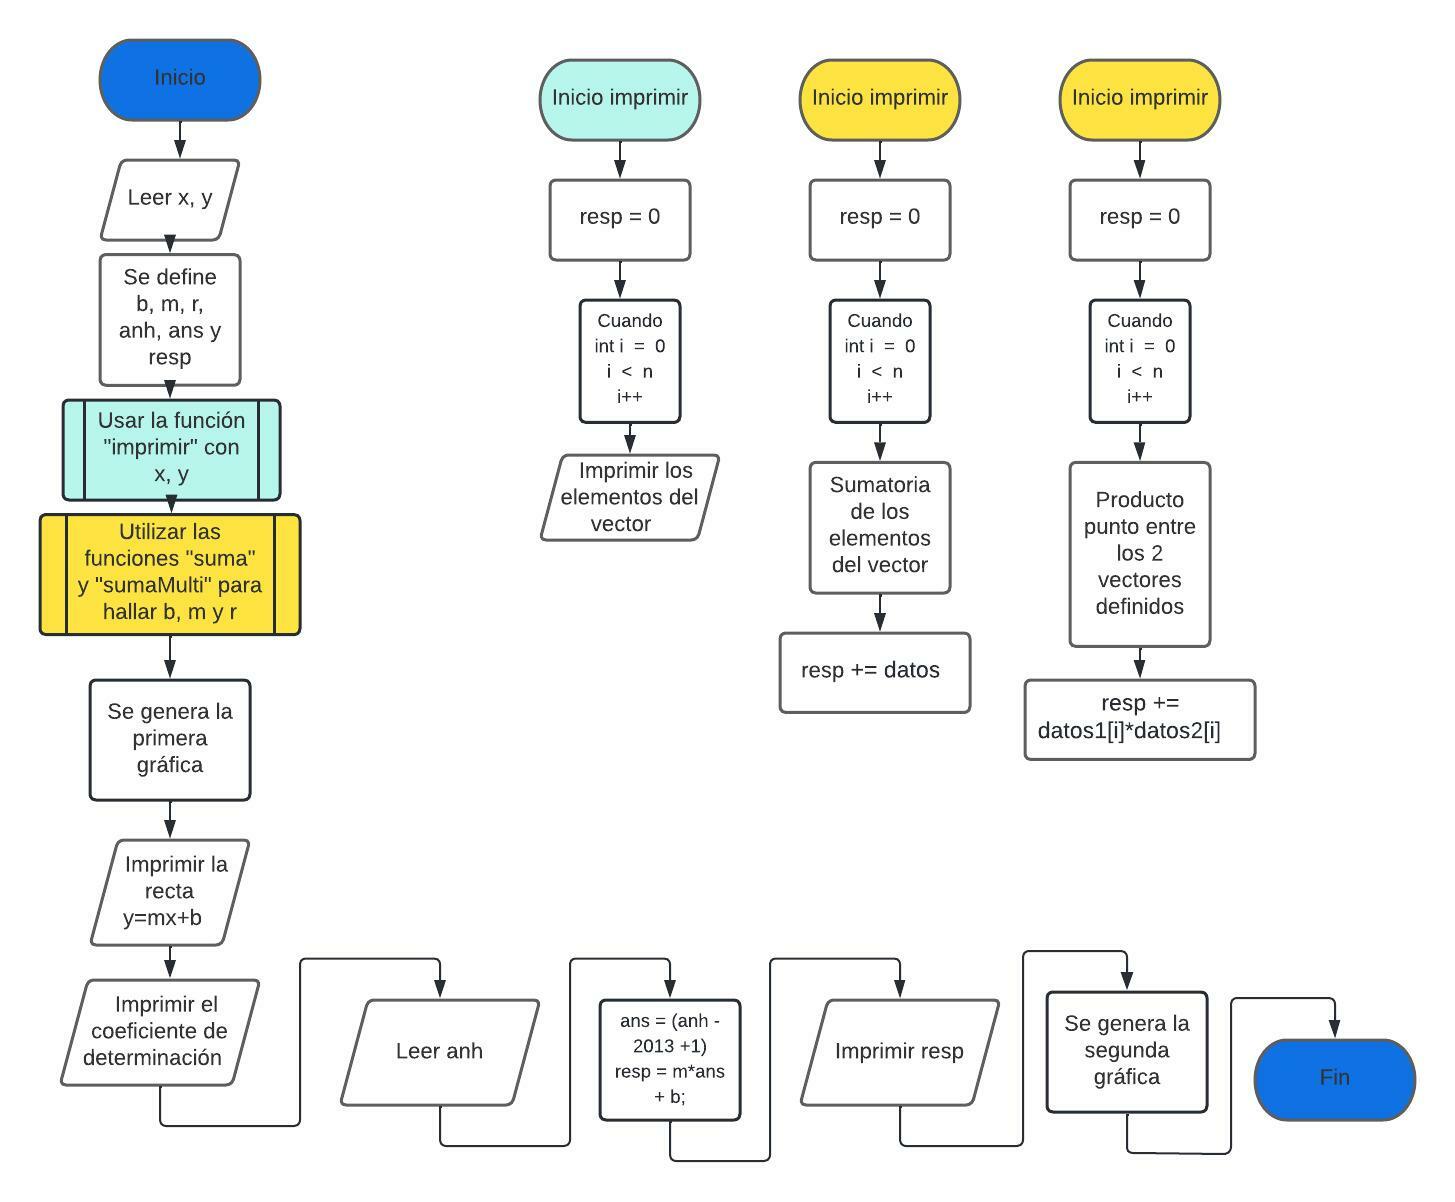 Inicio
Leer x, y
Se define
b, m, r,
anh, ans y
resp
Usar la función
"imprimir" con
x, y
Utilizar las
funciones "suma"
y "sumaMulti" para
hallar b, m y r
Se genera la
primera
gráfica
Imprimir la
recta
y=mx+b
Imprimir el
coeficiente de
determinación
Leer anh
ans = (anh -
2013 +1)
resp = m*ans
+ b;
Imprimir resp
Se genera la
segunda
gráfica
Fin
Inicio imprimir
resp = 0
Cuando
int i = 0
i < n
i++
Imprimir los
elementos del
vector
Inicio imprimir
resp = 0
Cuando
int i = 0
i < n
i++
Sumatoria
de los
elementos
del vector
resp += datos
Inicio imprimir
resp = 0
Cuando
int i = 0
i < n
i++
Producto
punto entre
los 2
vectores
definidos
resp +=
datos1[i]*datos2[i]